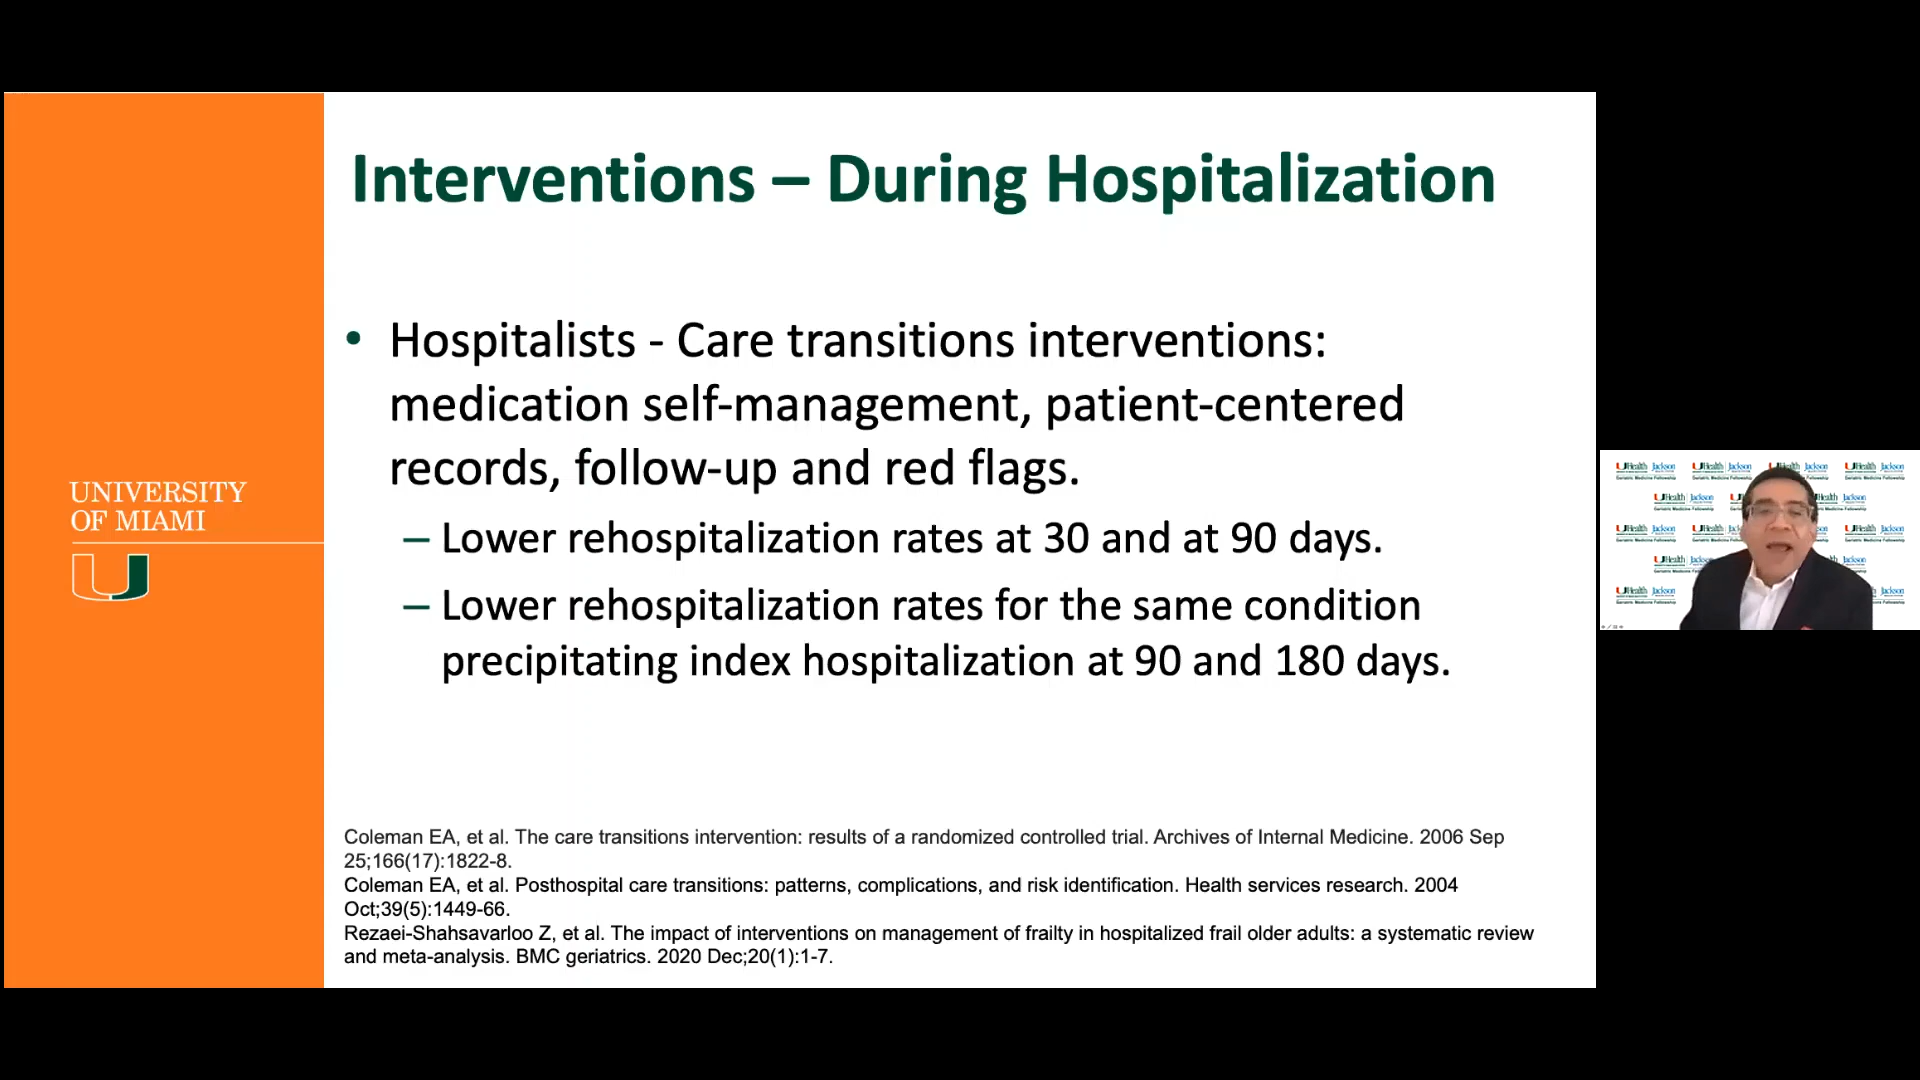 Interventions – During Hospitalization
• Hospitalists - Care transitions interventions:
medication self-management, patient-centered
records, follow-up and red flags.
– Lower rehospitalization rates at 30 and at 90 days.
– Lower rehospitalization rates for the same condition
precipitating index hospitalization at 90 and 180 days.
UNIVERSITY
OF MIAMI
Coleman EA, et al. The care transitions intervention: results of a randomized controlled trial. Archives of Internal Medicine. 2006 Sep
25;166(17):1822-8.
Coleman EA, et al. Posthospital care transitions: patterns, complications, and risk identification. Health services research. 2004
Oct;39(5):1449-66.
Rezaei-Shahsavarloo Z, et al. The impact of interventions on management of frailty in hospitalized frail older adults: a systematic review
and meta-analysis. BMC geriatrics. 2020 Dec;20(1):1-7.
UHealth Jackson
Geriatric Medicine Fellowship